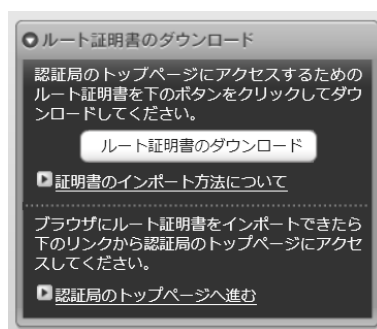 ルート証明書のダウンロード
認証局のトップページにアクセスするための
ルート証明書を下のボタンをクリックしてダウ
ンロードしてください。
ルート証明書のダウンロード
証明書のインポート方法について
ブラウザにルート証明書をインポートできたら
下のリンクから認証局のトップページにアクセ
スしてください。
認証局のトップページへ進む